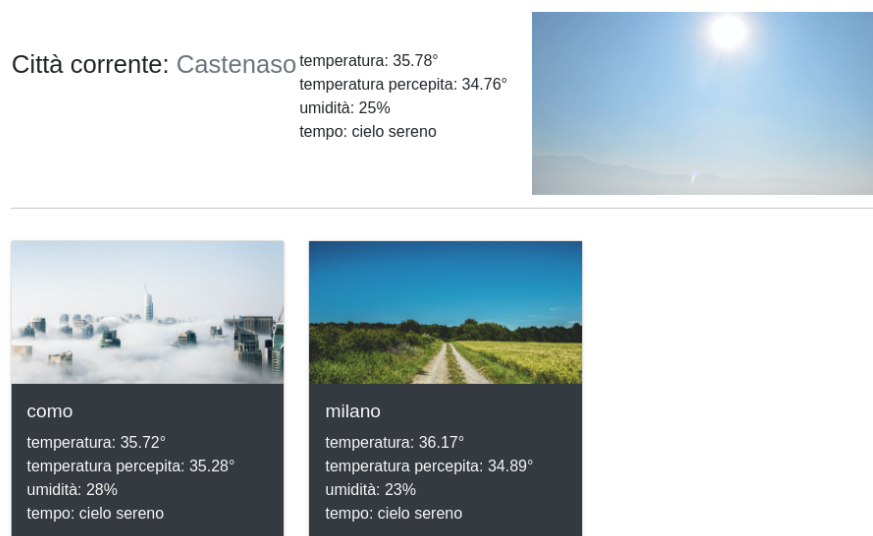 Città corrente: Castenaso
temperatura: 35.78°
temperatura percepita: 34.76°
umidità: 25%
tempo: cielo sereno
como
temperatura: 35.72°
temperatura percepita: 35.28°
umidità: 28%
tempo: cielo sereno
milano
temperatura: 36.17°
temperatura percepita: 34.89°
umidità: 23%
tempo: cielo sereno